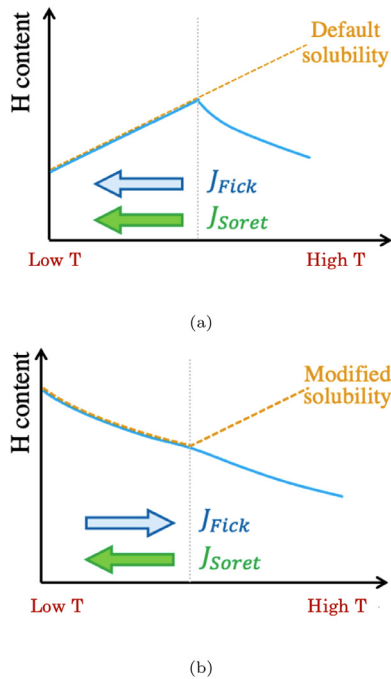 H content
Default
solubility
J_Fick
J_Soret
Low T
High T
(a)
H content
Modified
solubility
J_Fick
J_Soret
Low T
High T
(b)